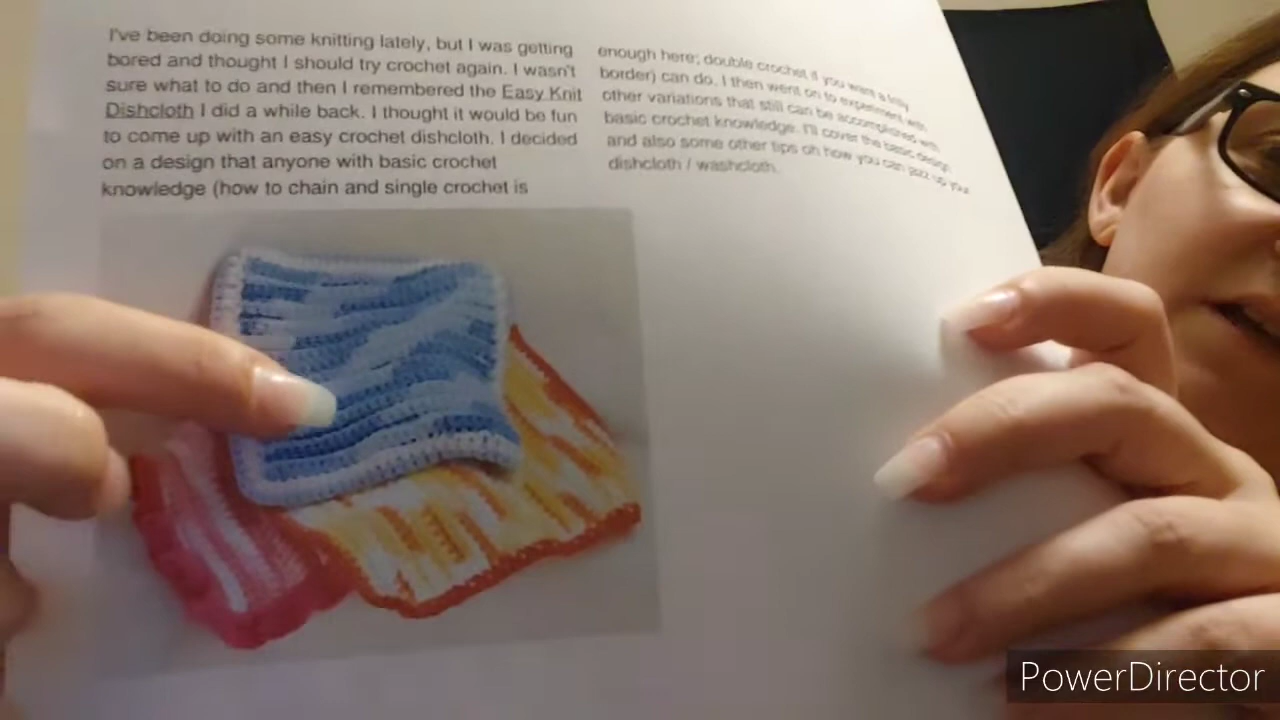 I've been doing some knitting lately, but I was getting
bored and thought I should try crochet again. I wasn't
sure what to do and then I remembered the Easy Knit
Dishcloth I did a while back. I thought it would be fun
to come up with an easy crochet dishcloth. I decided
on a design that anyone with basic crochet
knowledge (how to chain and single crochet is
enough here; double crochet if you want a frilly
border) can do. I then went on to experiment with
other variations that still can be accomplished with
basic crochet knowledge. I'll cover the basic design
and also some other tips on how you can jazz up your
dishcloth / washcloth.
PowerDirector